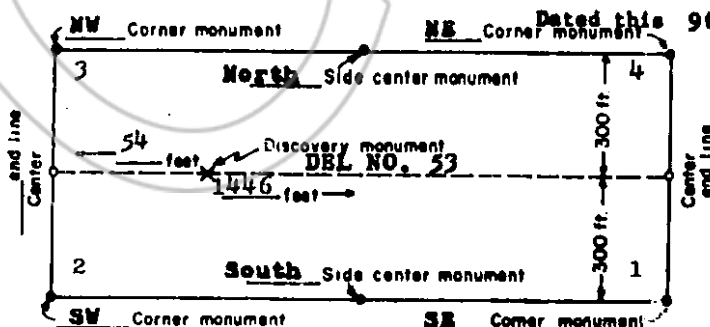 Dated this 9
NW Corner monument NE Corner monument
3 North Side center monument 4
54 feet Discovery monument
DEL NO. 53
1446 feet
300 ft.
300 ft.
end line
Center
Center
end line
2 South Side center monument 1
SW Corner monument SE Corner monument